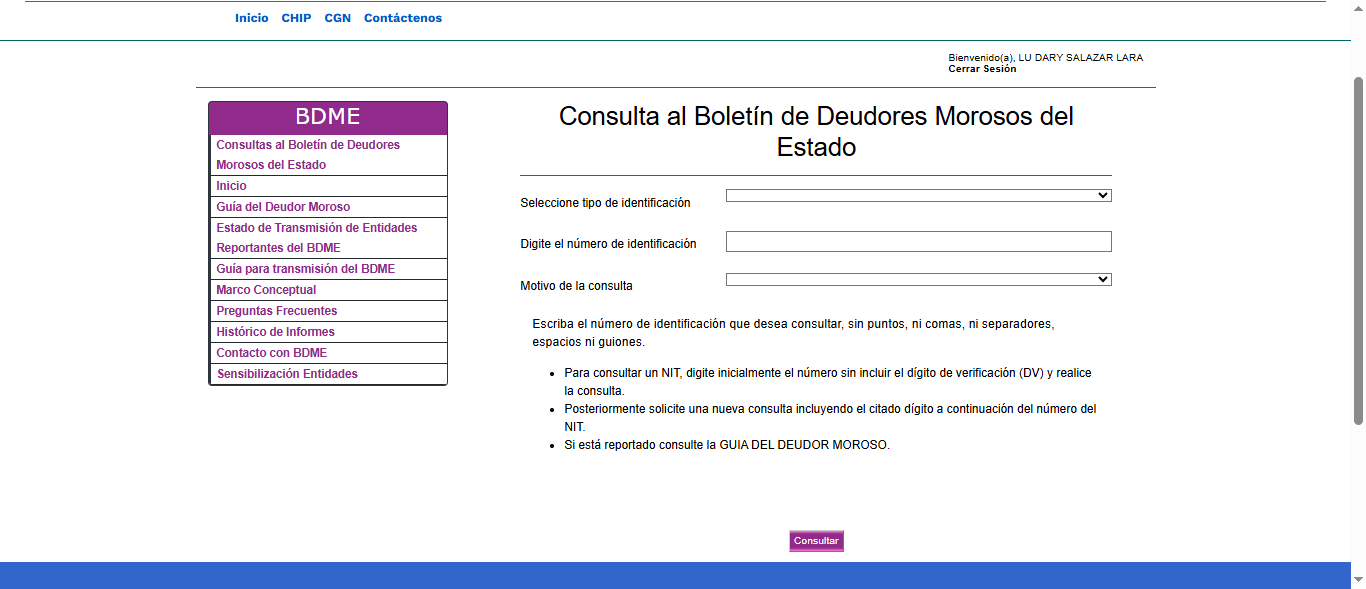 Inicio CHIP CGN Contáctenos
Bienvenido(a), LU DARY SALAZAR LARA
Cerrar Sesión
BDME
Consultas al Boletín de Deudores
Morosos del Estado
Inicio
Guía del Deudor Moroso
Estado de Transmisión de Entidades
Reportantes del BDME
Guía para transmisión del BDME
Marco Conceptual
Preguntas Frecuentes
Histórico de Informes
Contacto con BDME
Sensibilización Entidades
Consulta al Boletín de Deudores Morosos del
Estado
Seleccione tipo de identificación
Digite el número de identificación
Motivo de la consulta
Escriba el número de identificación que desea consultar, sin puntos, ni comas, ni separadores,
espacios ni guiones.
Para consultar un NIT, digite inicialmente el número sin incluir el dígito de verificación (DV) y realice
la consulta.
Posteriormente solicite una nueva consulta incluyendo el citado dígito a continuación del número del
NIT.
Si está reportado consulte la GUIA DEL DEUDOR MOROSO.
Consultar